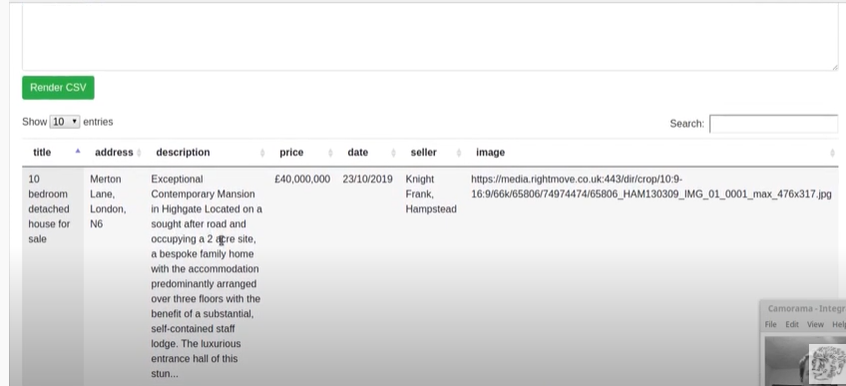 Render CSV
Show 10 entries
Search:
title address description price date seller image
10 bedroom detached house for sale
Merton Lane, London, N6
Exceptional
Contemporary Mansion
in Highgate Located on a
sought after road and
occupying a 2 acre site,
a bespoke family home
with the accommodation
predominantly arranged
over three floors with the
benefit of a substantial,
self-contained staff
lodge. The luxurious
entrance hall of this
stun...
£40,000,000
23/10/2019
Knight
Frank,
Hampstead
https://media.rightmove.co.uk:443/dir/crop/10:9-
16:9/66k/65806/74974474/65806_HAM130309_IMG_01_0001_max_476x317.jpg
Camorama - Integr
File Edit View Help